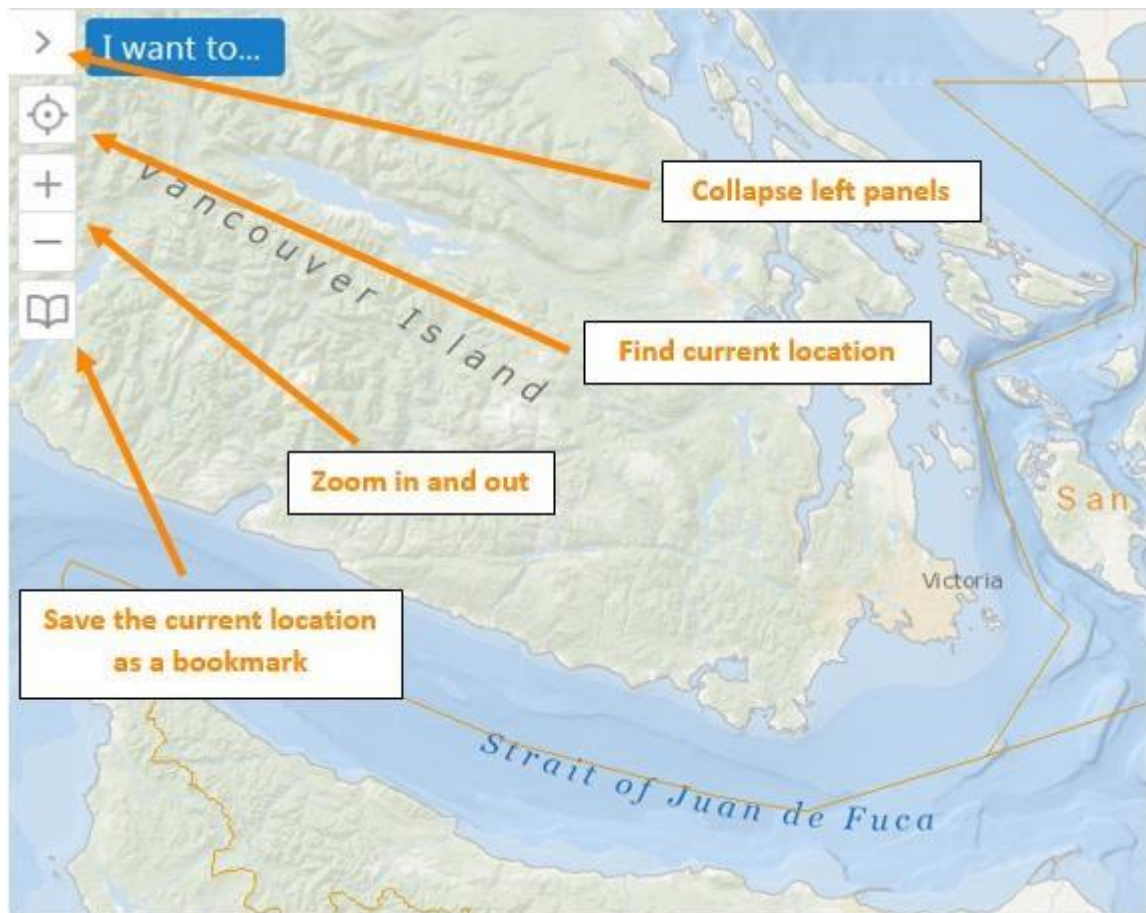 I want to...
Collapse left panels
Vancouver Island
Find current location
Zoom in and out
Save the current location
as a bookmark
Victoria
San
Strait of Juan de Fuca